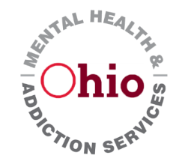 MENTAL HEALTH &
Ohio
ADDICTION SERVICES